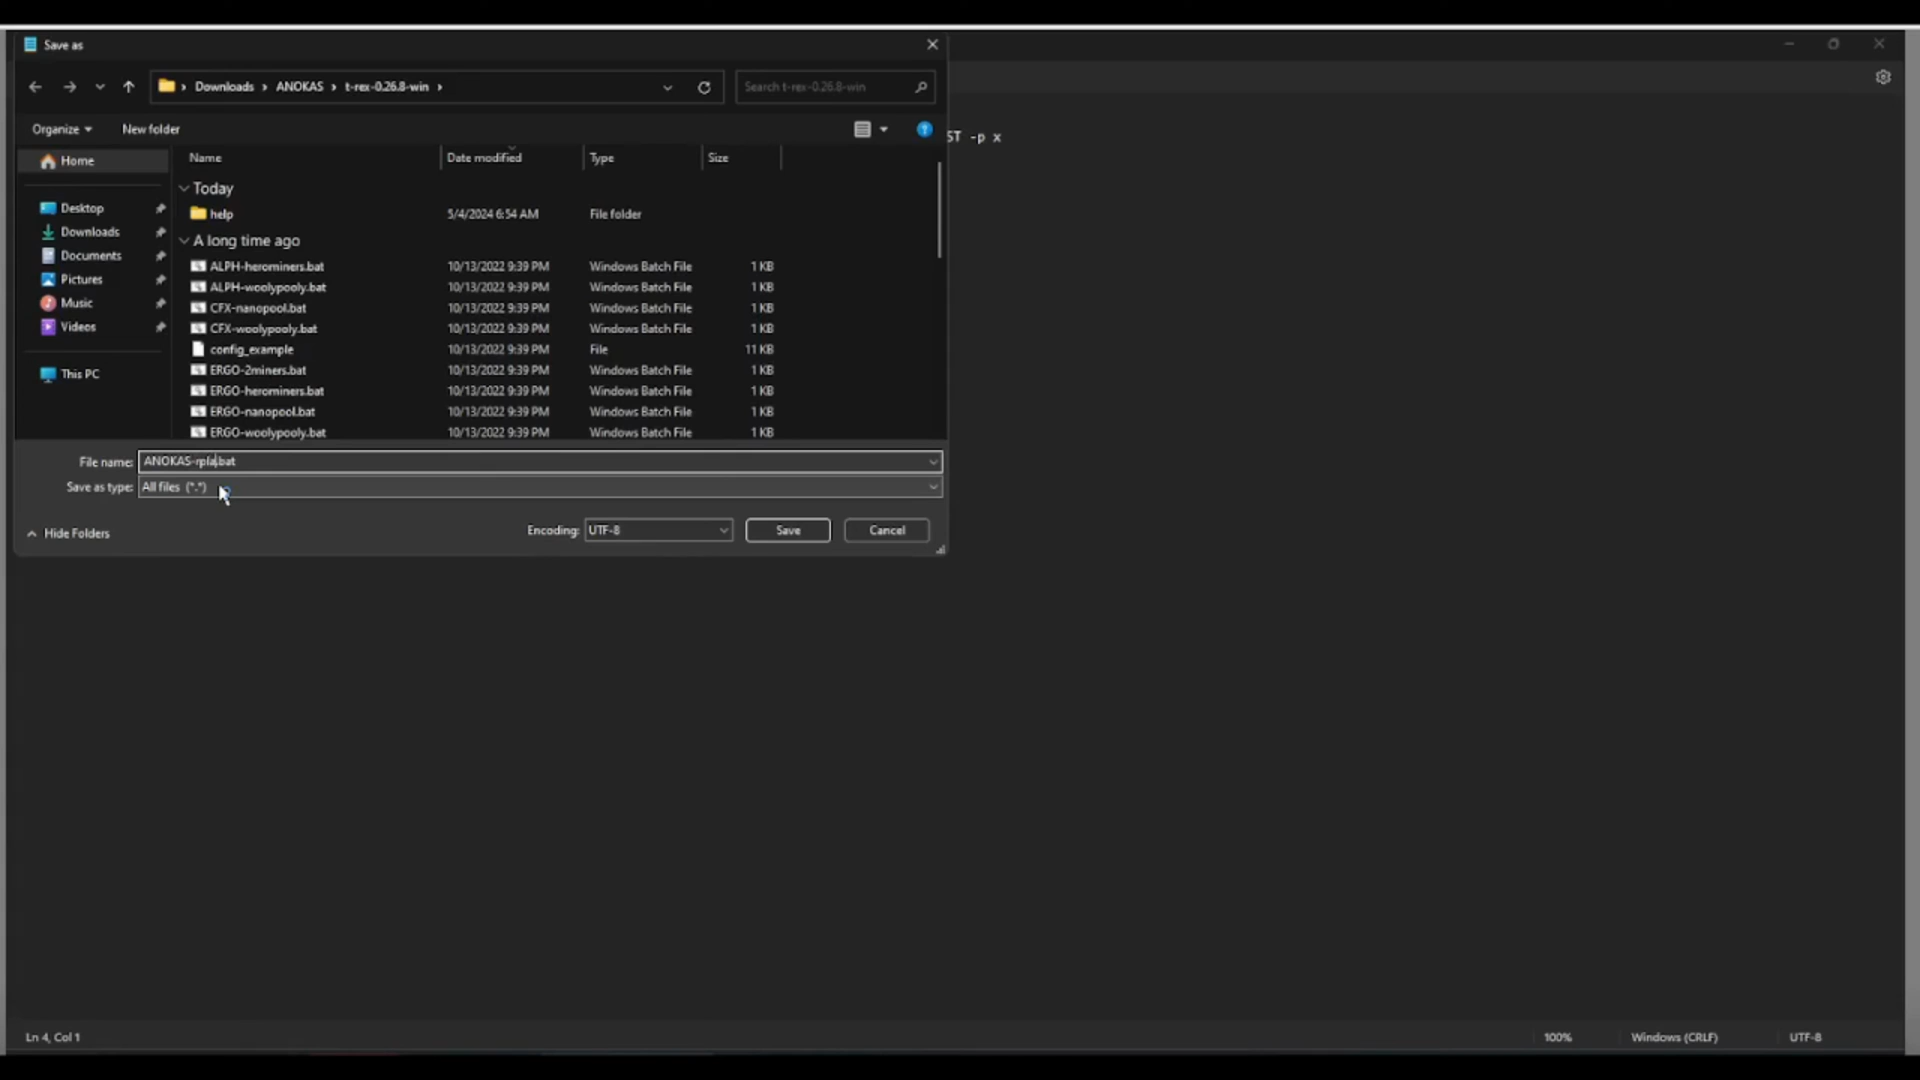 Save as
Downloads > ANOKAS > t-rex-0.26.8-win >
Search t-rex-0.26.8-win
Organize
New folder
ST -p x
Home
Name
Date modified
Type
Size
Today
Desktop
help
5/4/2024 6:54 AM
File folder
Downloads
A long time ago
Documents
ALPH-herominers.bat
10/13/2022 9:39 PM
Windows Batch File
1 KB
Pictures
ALPH-woolypooly.bat
10/13/2022 9:39 PM
Windows Batch File
1 KB
Music
CFX-nanopool.bat
10/13/2022 9:39 PM
Windows Batch File
1 KB
Videos
CFX-woolypooly.bat
10/13/2022 9:39 PM
Windows Batch File
1 KB
config_example
10/13/2022 9:39 PM
File
11 KB
This PC
ERGO-2miners.bat
10/13/2022 9:39 PM
Windows Batch File
1 KB
ERGO-herominers.bat
10/13/2022 9:39 PM
Windows Batch File
1 KB
ERGO-nanopool.bat
10/13/2022 9:39 PM
Windows Batch File
1 KB
ERGO-woolypooly.bat
10/13/2022 9:39 PM
Windows Batch File
1 KB
File name: ANOKAS-rpla.bat
Save as type: All files (*.*)
Hide Folders
Encoding: UTF-8
Save
Cancel
Ln 4, Col 1
100%
Windows (CRLF)
UTF-8